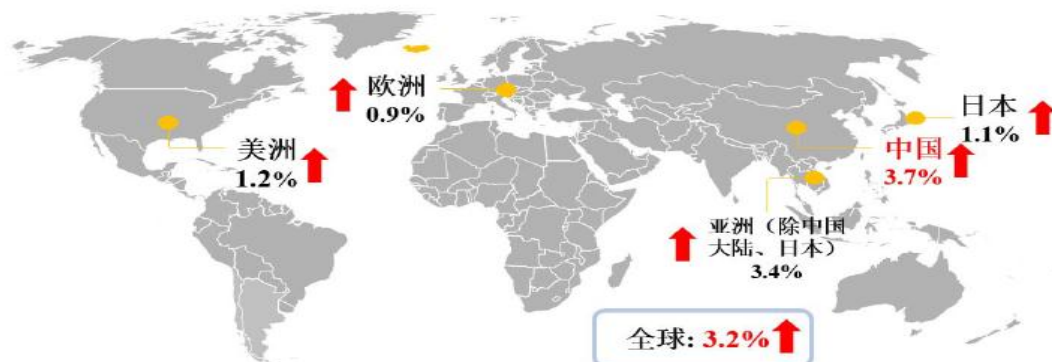 欧洲
0.9%
美洲
1.2%
日本
1.1%
中国
3.7%
亚洲（除中国
大陆、日本）
3.4%
全球: 3.2%